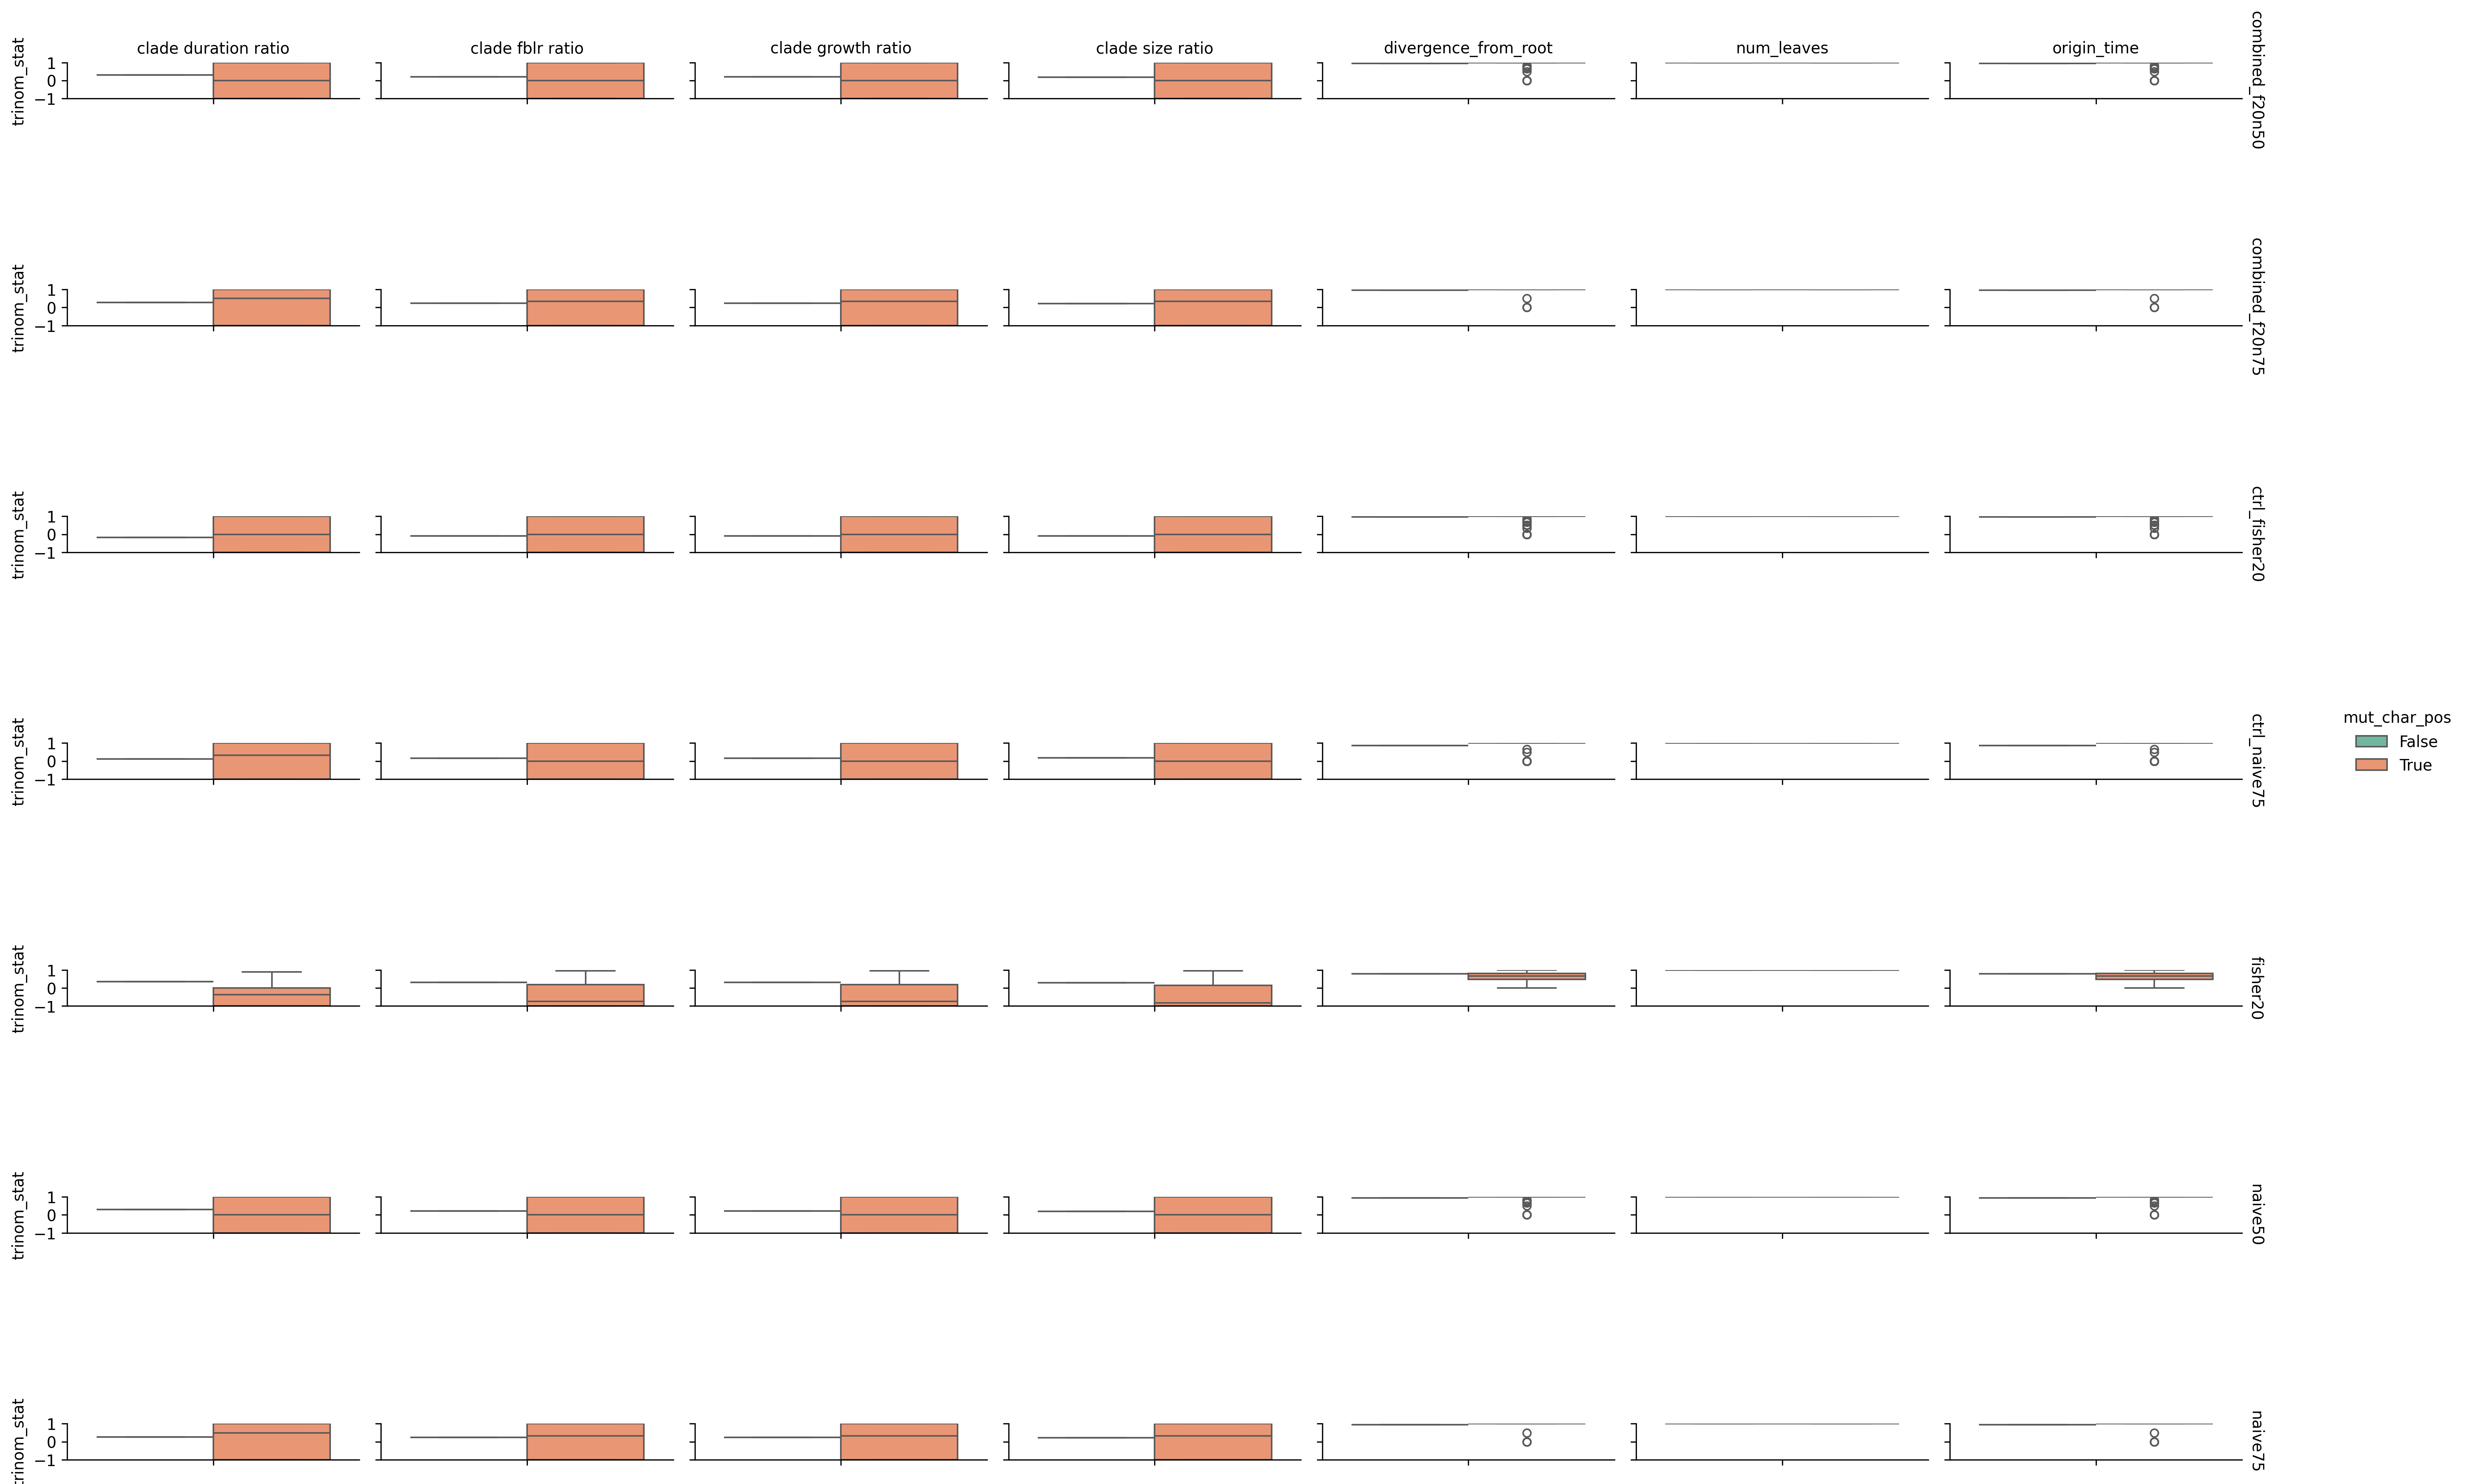 clade duration ratio
clade fblr ratio
clade growth ratio
clade size ratio
divergence_from_root
num_leaves
origin_time
trinom_stat
1
0
−1
combined_f20n50
trinom_stat
1
0
−1
combined_f20n75
trinom_stat
1
0
−1
ctrl_fisher20
trinom_stat
1
0
−1
ctrl_naive75
mut_char_pos
False
True
trinom_stat
1
0
−1
fisher20
trinom_stat
1
0
−1
naive50
trinom_stat
1
0
−1
naive75